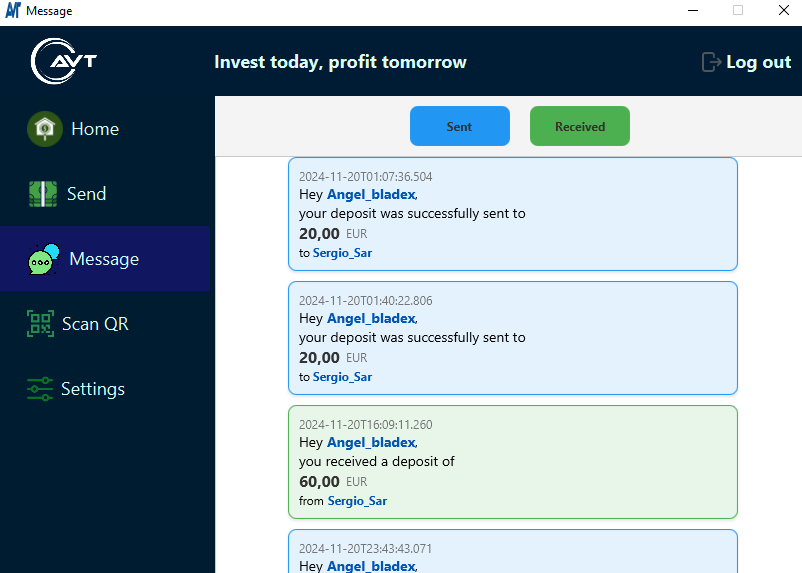 Message
AVT
Invest today, profit tomorrow
Log out
Home
Send
Message
Scan QR
Settings
Sent
Received
2024-11-20T01:07:36.504
Hey Angel_bladex,
your deposit was successfully sent to
20,00 EUR
to Sergio_Sar
2024-11-20T01:40:22.806
Hey Angel_bladex,
your deposit was successfully sent to
20,00 EUR
to Sergio_Sar
2024-11-20T16:09:11.260
Hey Angel_bladex,
you received a deposit of
60,00 EUR
from Sergio_Sar
2024-11-20T23:43:43.071
Hey Angel_bladex,